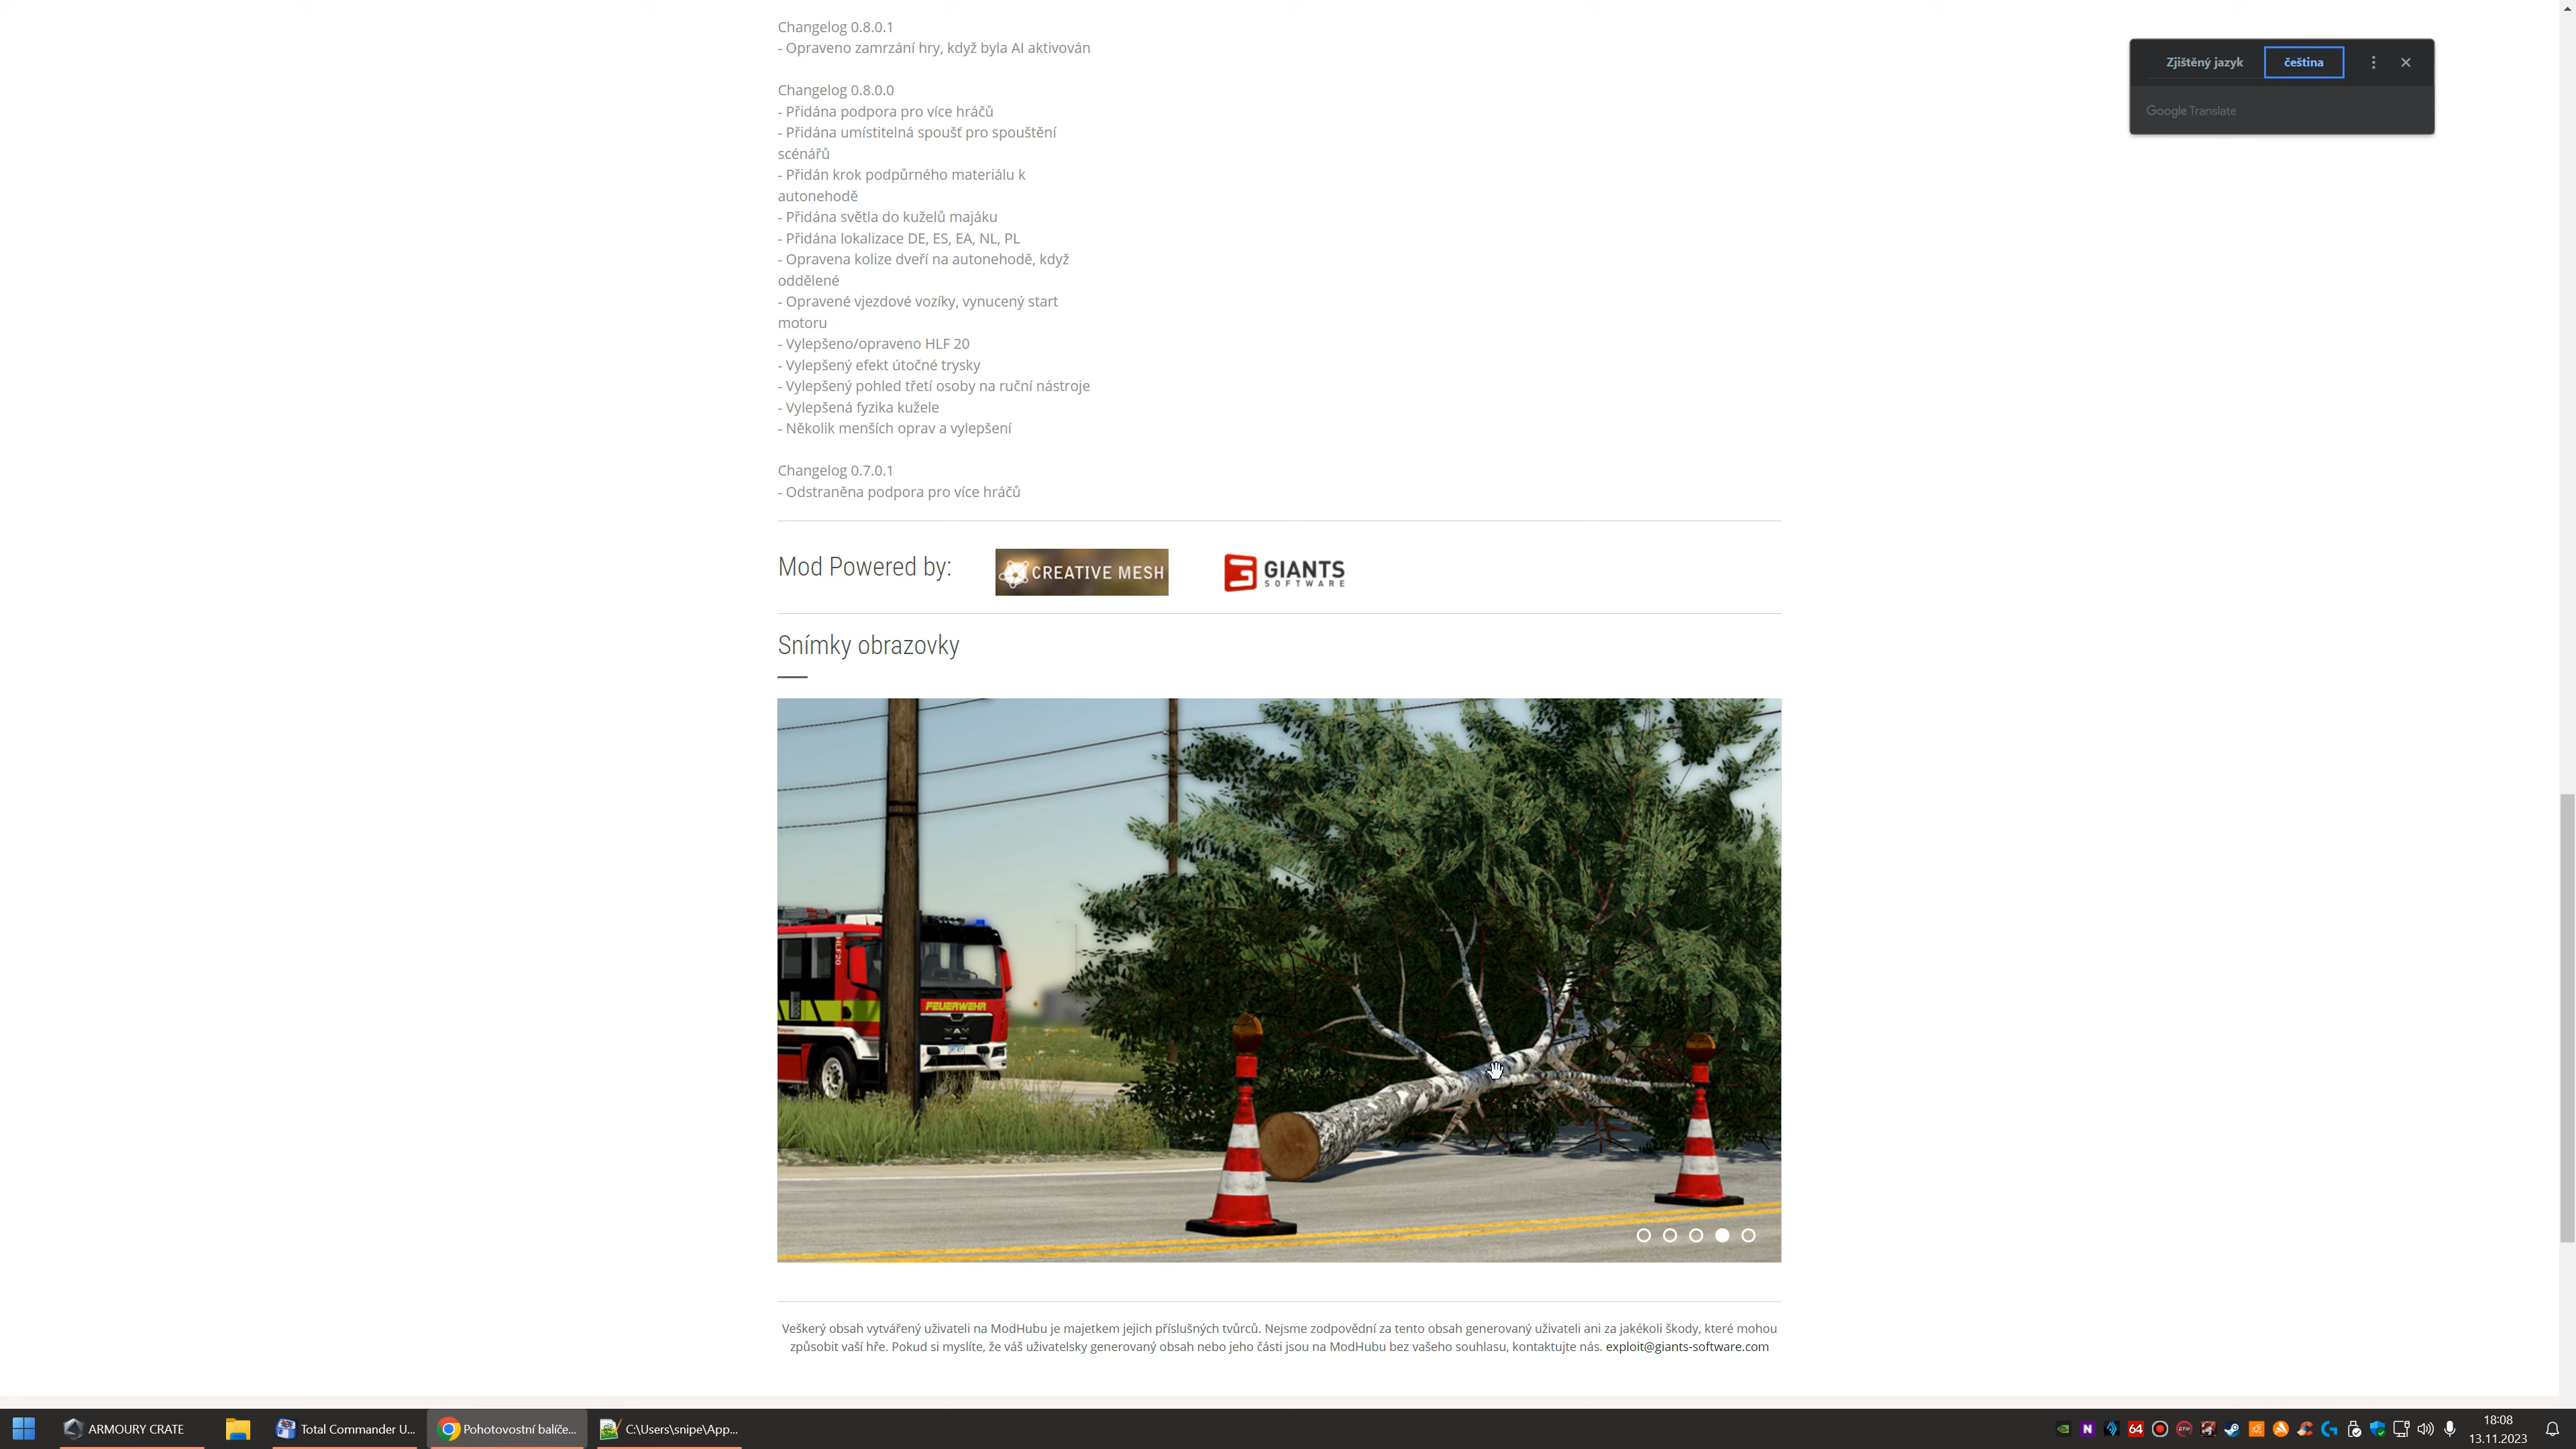 Changelog 0.8.0.1
- Opraveno zamrzání hry, když byla AI aktivován
Changelog 0.8.0.0
- Přidána podpora pro více hráčů
- Přidána umístitelná spoušť pro spouštění
scénářů
- Přidán krok podpůrného materiálu k
autonehodě
- Přidána světla do kuželů majáku
- Přidána lokalizace DE, ES, EA, NL, PL
- Opravena kolize dveří na autonehodě, když
oddělené
- Opravené vjezdové vozíky, vynucený start
motoru
- Vylepšeno/opraveno HLF 20
- Vylepšený efekt útočné trysky
- Vylepšený pohled třetí osoby na ruční nástroje
- Vylepšená fyzika kužele
- Několik menších oprav a vylepšení
Changelog 0.7.0.1
- Odstraněna podpora pro více hráčů
Zjištěný jazyk čeština
Google Translate
Mod Powered by: CREATIVE MESH GIANTS
SOFTWARE
Snímky obrazovky
HLF20
FEUERWEHR
MAN
Veškerý obsah vytvářený uživateli na ModHubu je majetkem jejich příslušných tvůrců. Nejsme zodpovědní za tento obsah generovaný uživateli ani za jakékoli škody, které mohou
způsobit vaší hře. Pokud si myslíte, že váš uživatelsky generovaný obsah nebo jeho části jsou na ModHubu bez vašeho souhlasu, kontaktujte nás. exploit@giants-software.com
ARMOURY CRATE Total Commander U... Pohotovostní balíče... C:\Users\snipe\App... N 64 18:08
13.11.2023